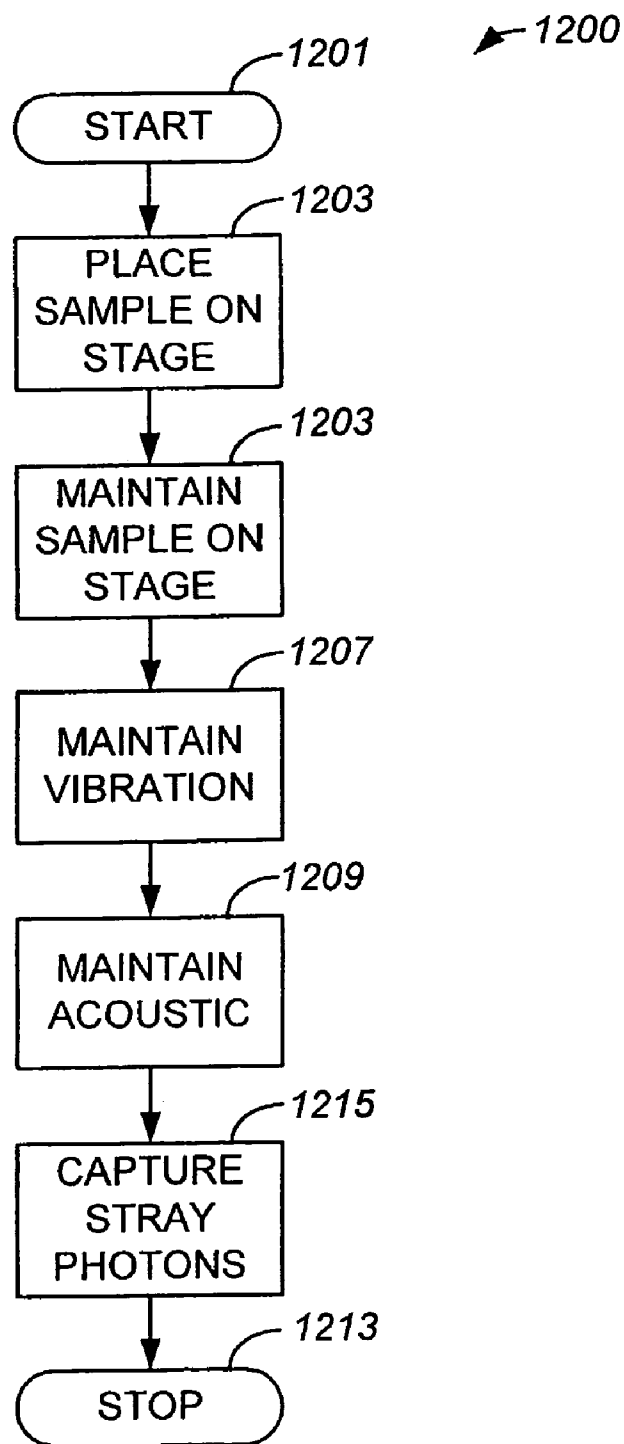 1200
1201
START
1203
PLACE
SAMPLE ON
STAGE
1203
MAINTAIN
SAMPLE ON
STAGE
1207
MAINTAIN
VIBRATION
1209
MAINTAIN
ACOUSTIC
1215
CAPTURE
STRAY
PHOTONS
1213
STOP